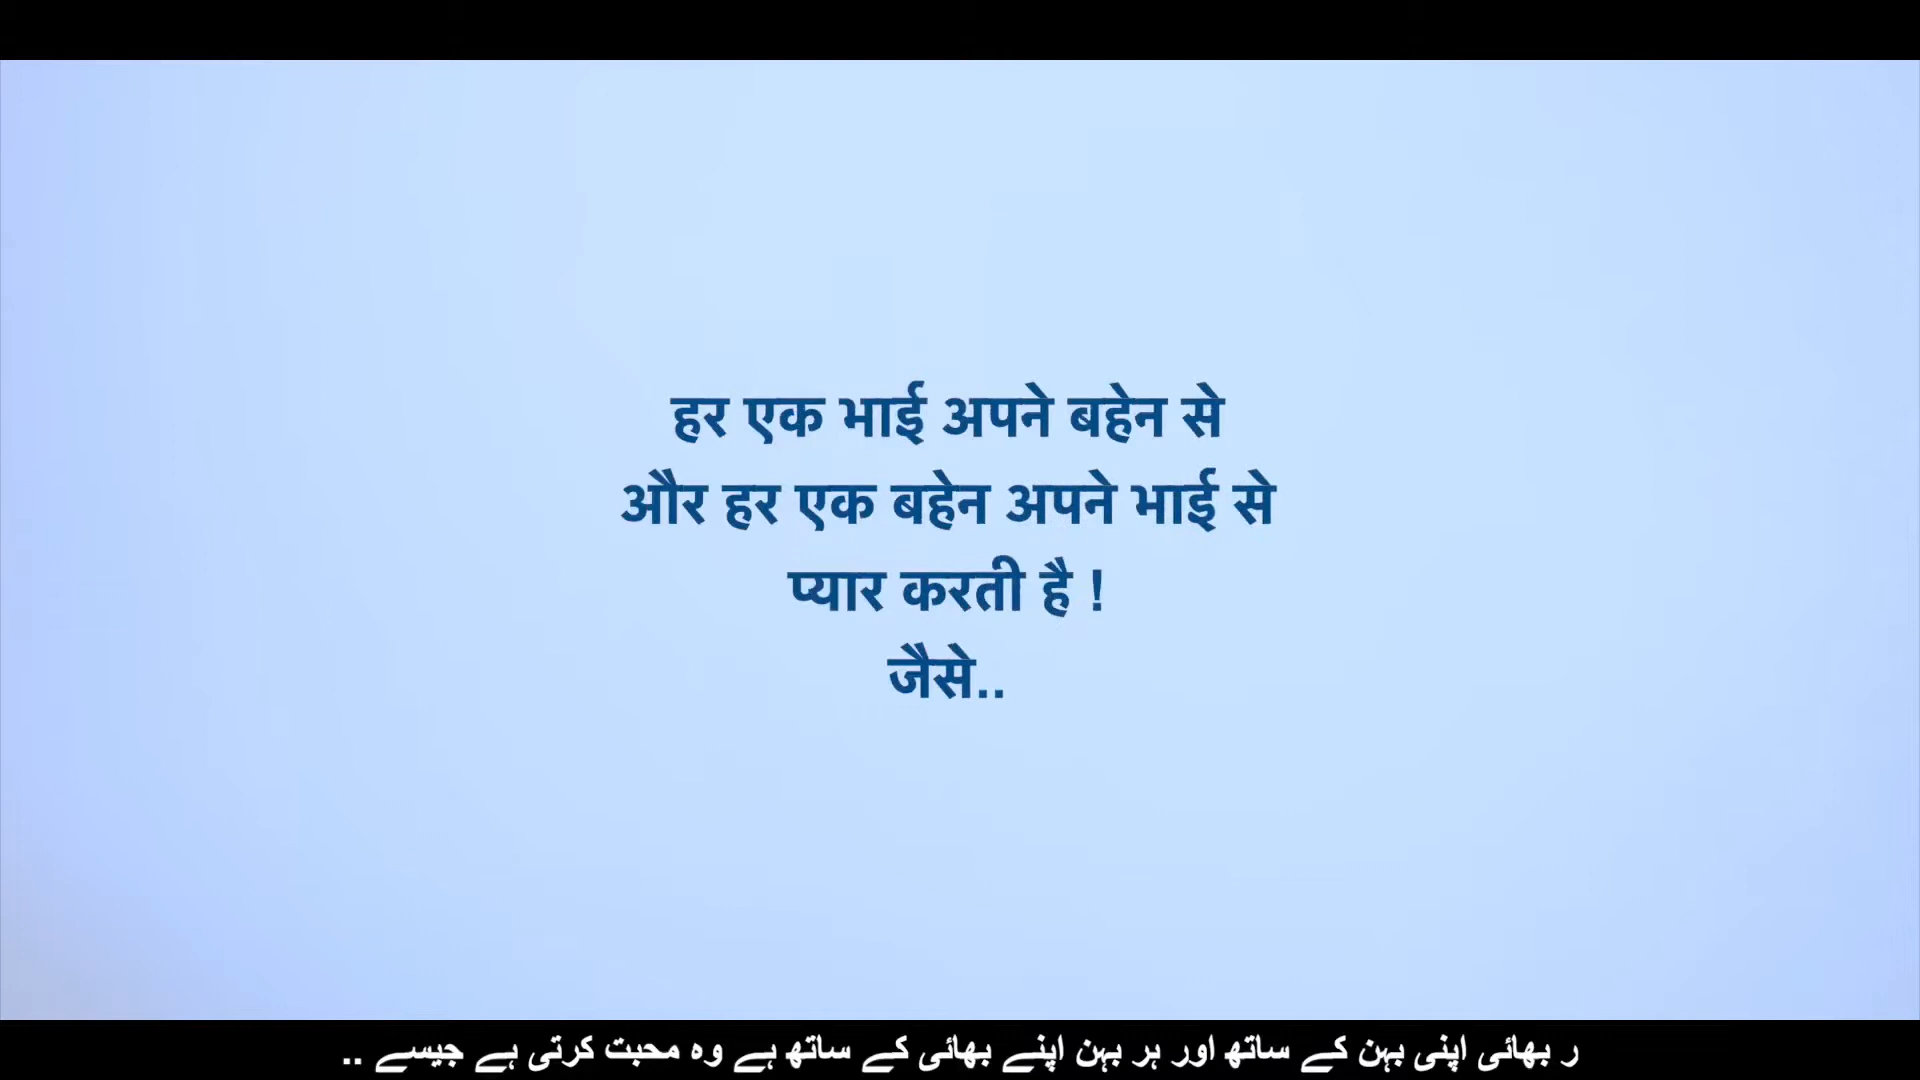 हर एक भाई अपने बहेन से
और हर एक बहेन अपने भाई से
प्यार करती है !
जैसे..
ر بھائی اپنی بہن کے ساتھ اور ہر بہن اپنے بھائی کے ساتھ ہے وہ محبت کرتی ہے جیسے ..